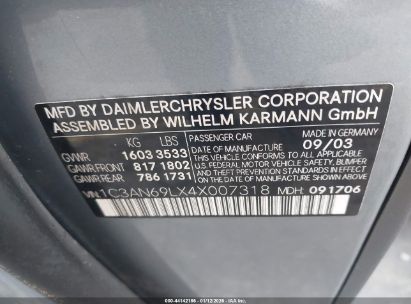 MFD BY DAIMLERCHRYSLER CORPORATION
ASSEMBLED BY WILHELM KARMANN GmbH
KG LBS PASSENGER CAR MADE IN GERMANY
DATE OF MANUFACTURE 09/03
GVWR 1603 3533 THIS VEHICLE CONFORMS TO ALL APPLICABLE
GAWR FRONT 817 1802 U.S. FEDERAL MOTOR VEHICLE SAFETY, BUMPER
GAWR REAR 786 1731 AND THEFT PREVENTION STANDARDS IN EFFECT
ON THE DATE OF MANUFACTURE SHOWN ABOVE
VIN: 1C3AN69LX4X007318 MDH: 091706